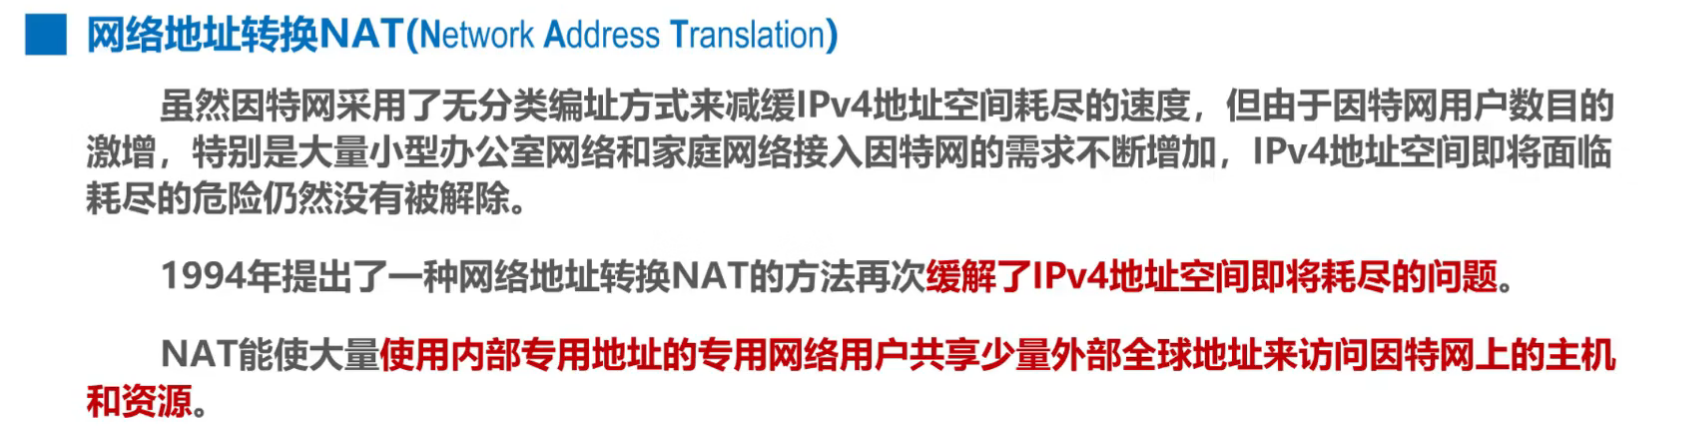 网络地址转换NAT(Network Address Translation)
虽然因特网采用了无分类编址方式来减缓IPv4地址空间耗尽的速度，但由于因特网用户数目的
激增，特别是大量小型办公室网络和家庭网络接入因特网的需求不断增加，IPv4地址空间即将面临
耗尽的危险仍然没有被解除。
1994年提出了一种网络地址转换NAT的方法再次缓解了IPv4地址空间即将耗尽的问题。
NAT能使大量使用内部专用地址的专用网络用户共享少量外部全球地址来访问因特网上的主机
和资源。